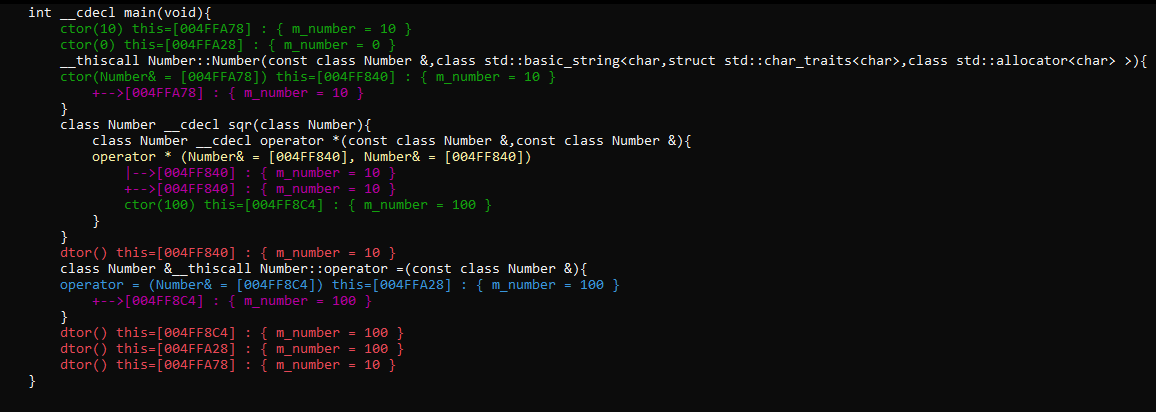 int __cdecl main(void){
ctor(10) this=[004FFA78] : { m_number = 10 }
ctor(0) this=[004FFA28] : { m_number = 0 }
__thiscall Number::Number(const class Number &,class std::basic_string<char,struct std::char_traits<char>,class std::allocator<char> >){
ctor(Number& = [004FFA78]) this=[004FF840] : { m_number = 10 }
+-->[004FFA78] : { m_number = 10 }
}
class Number __cdecl sqr(class Number){
class Number __cdecl operator *(const class Number &,const class Number &){
operator * (Number& = [004FF840], Number& = [004FF840])
|-->[004FF840] : { m_number = 10 }
+-->[004FF840] : { m_number = 10 }
ctor(100) this=[004FF8C4] : { m_number = 100 }
}
}
dtor() this=[004FF840] : { m_number = 10 }
class Number &__thiscall Number::operator =(const class Number &){
operator = (Number& = [004FF8C4]) this=[004FFA28] : { m_number = 100 }
+-->[004FF8C4] : { m_number = 100 }
}
dtor() this=[004FF8C4] : { m_number = 100 }
dtor() this=[004FFA28] : { m_number = 100 }
dtor() this=[004FFA78] : { m_number = 10 }
}